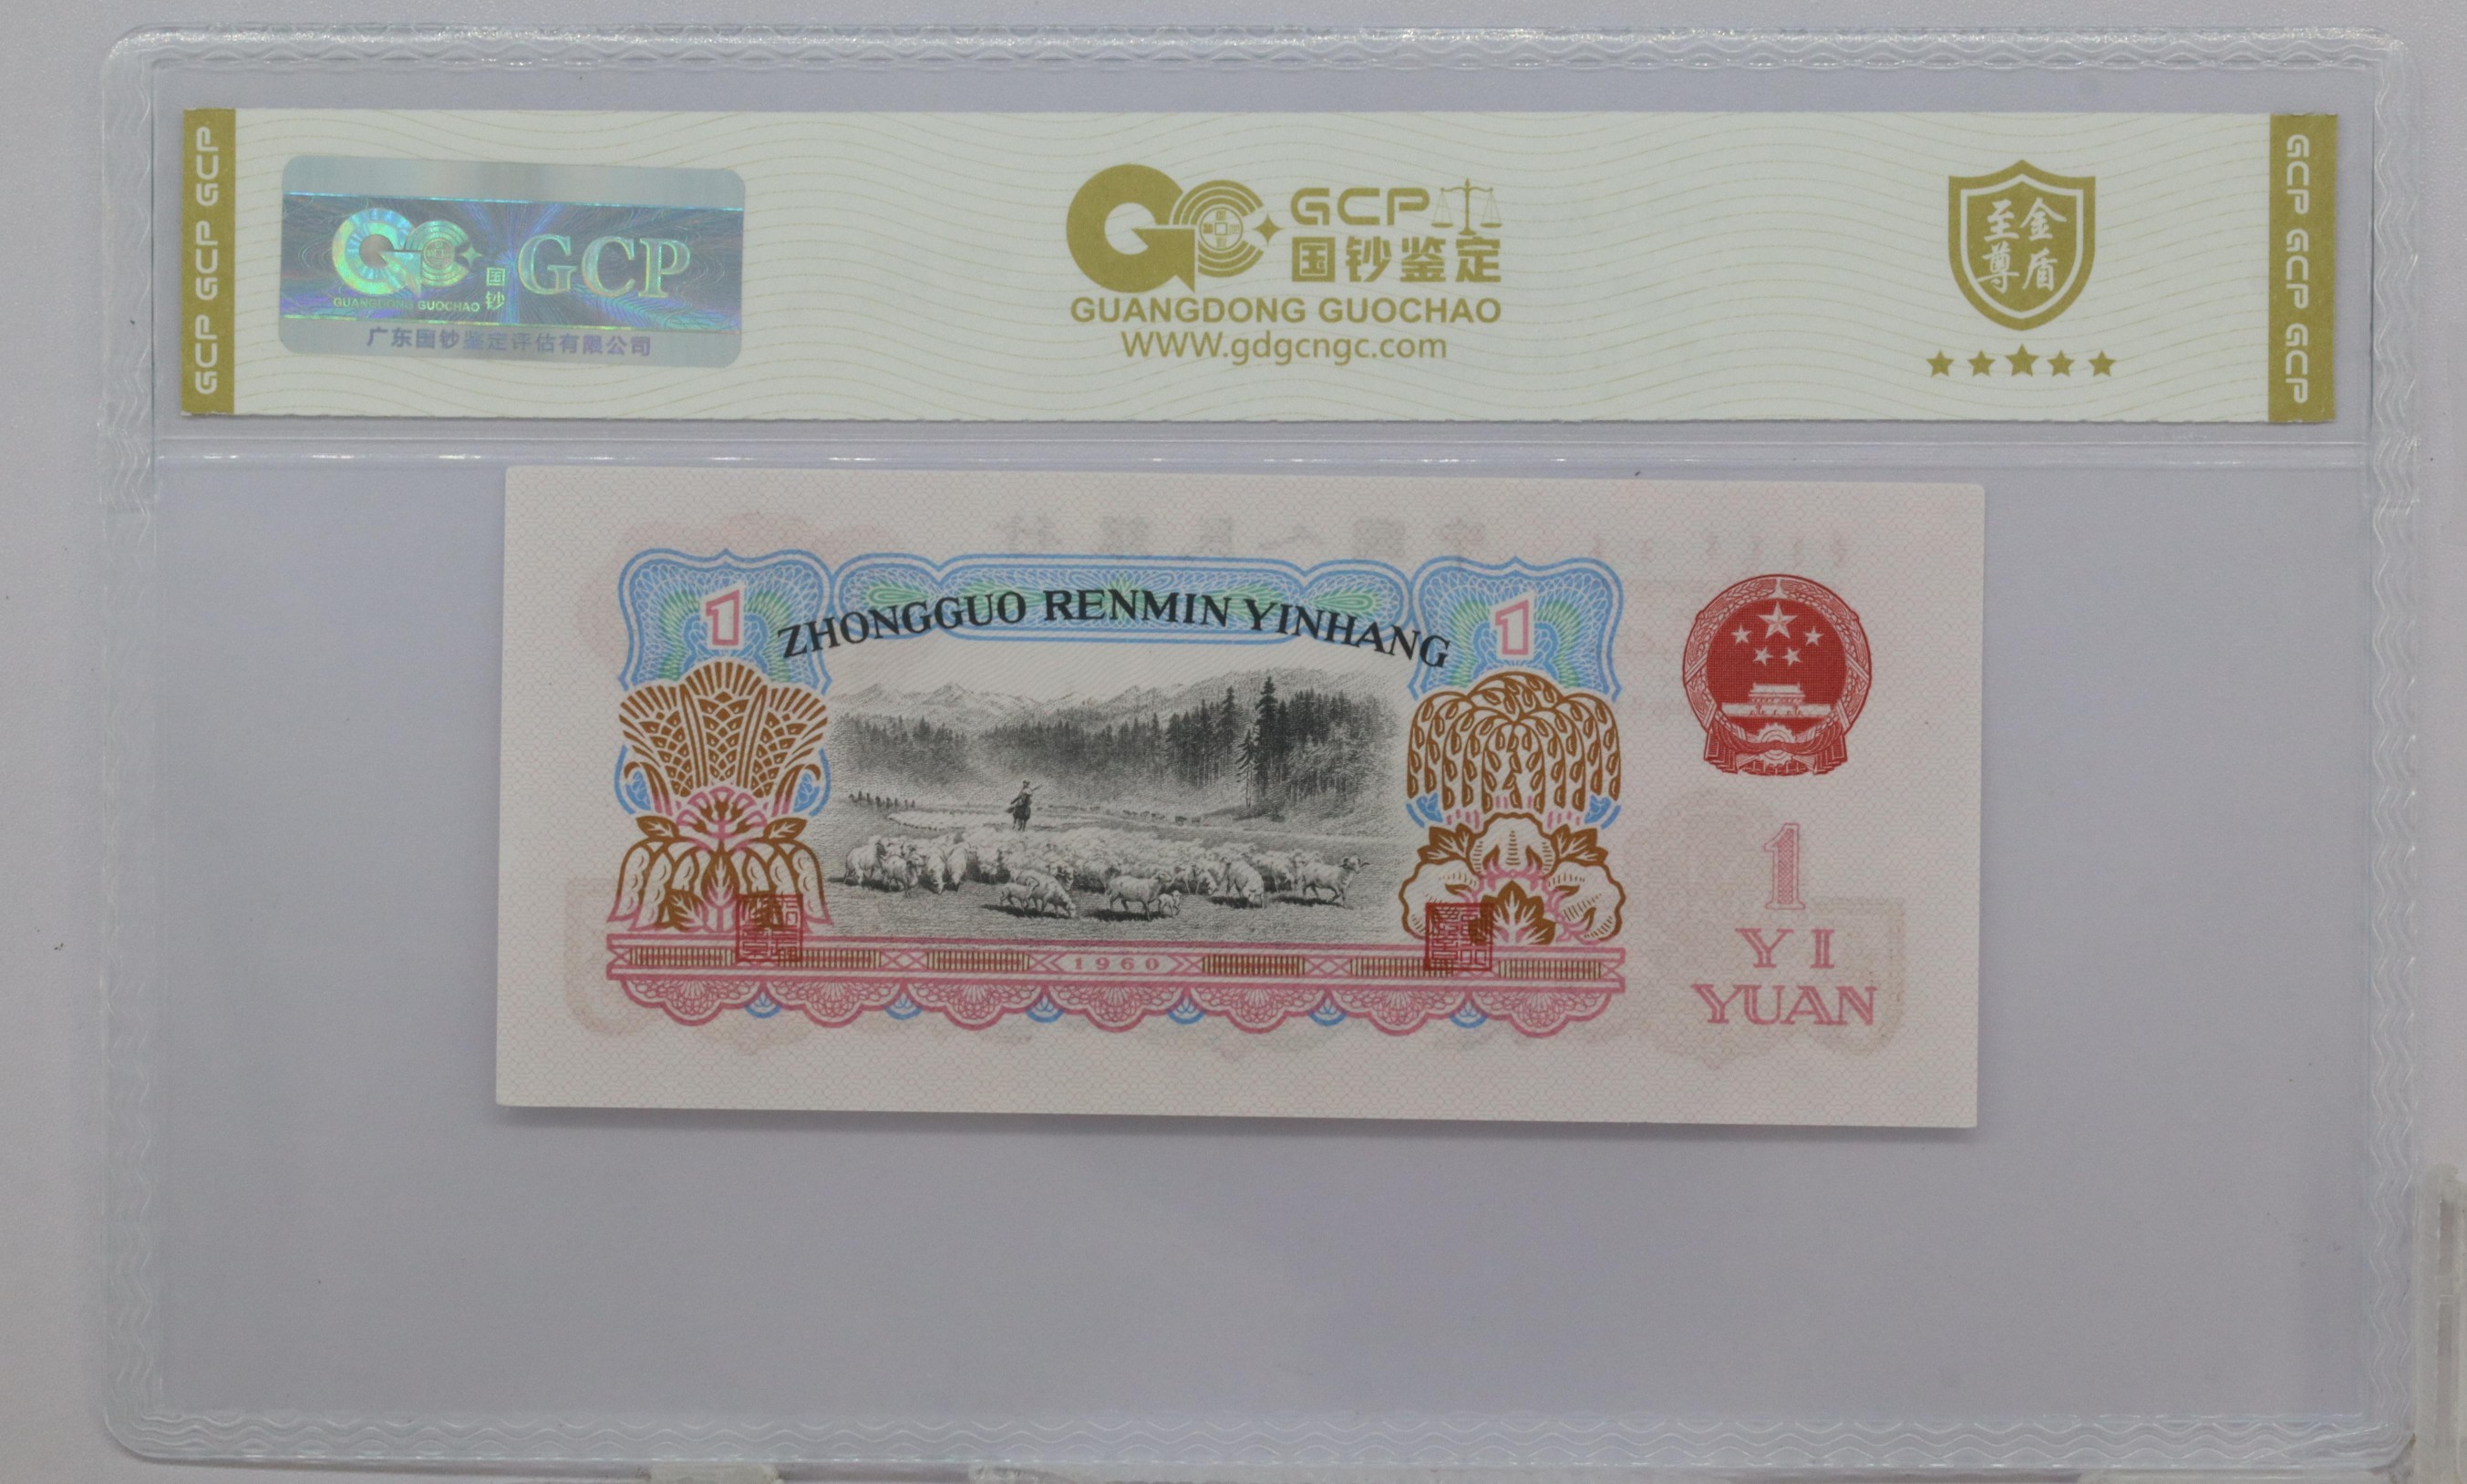 GCP GCP GCP
国钞
GCP
GUANGDONG GUOCHAO
广东国钞鉴定评估有限公司
GCP
国钞鉴定
GUANGDONG GUOCHAO
WWW.gdgcngc.com
至尊
金盾
GCP GCP GCP
1
ZHONGGUO RENMIN YINHANG
1
1960
1
YI
YUAN